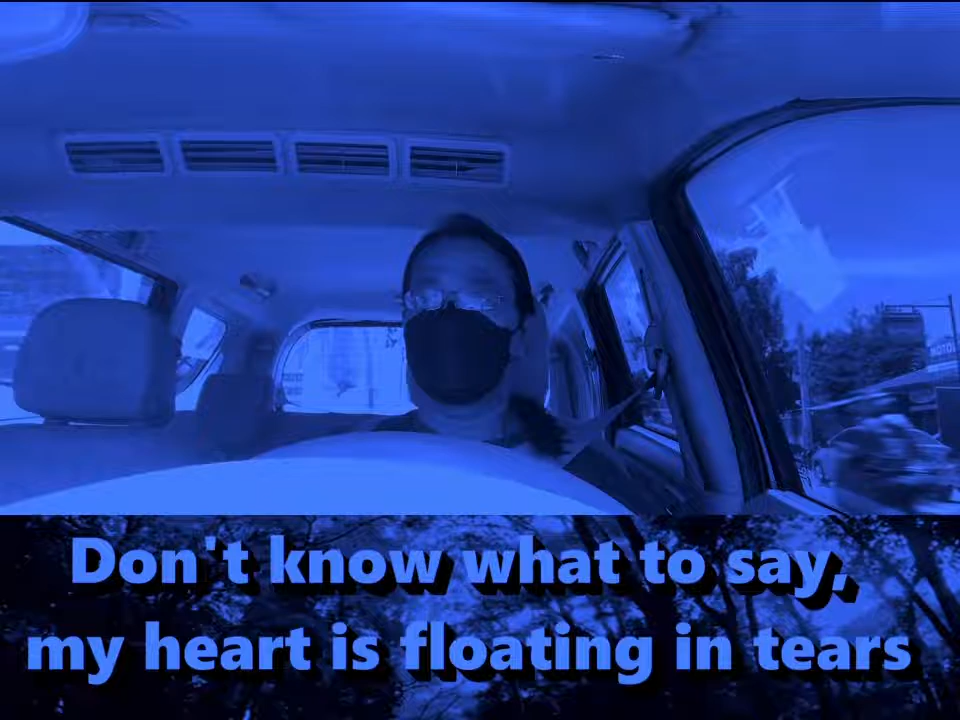 Don't know what to say,
my heart is floating in tears